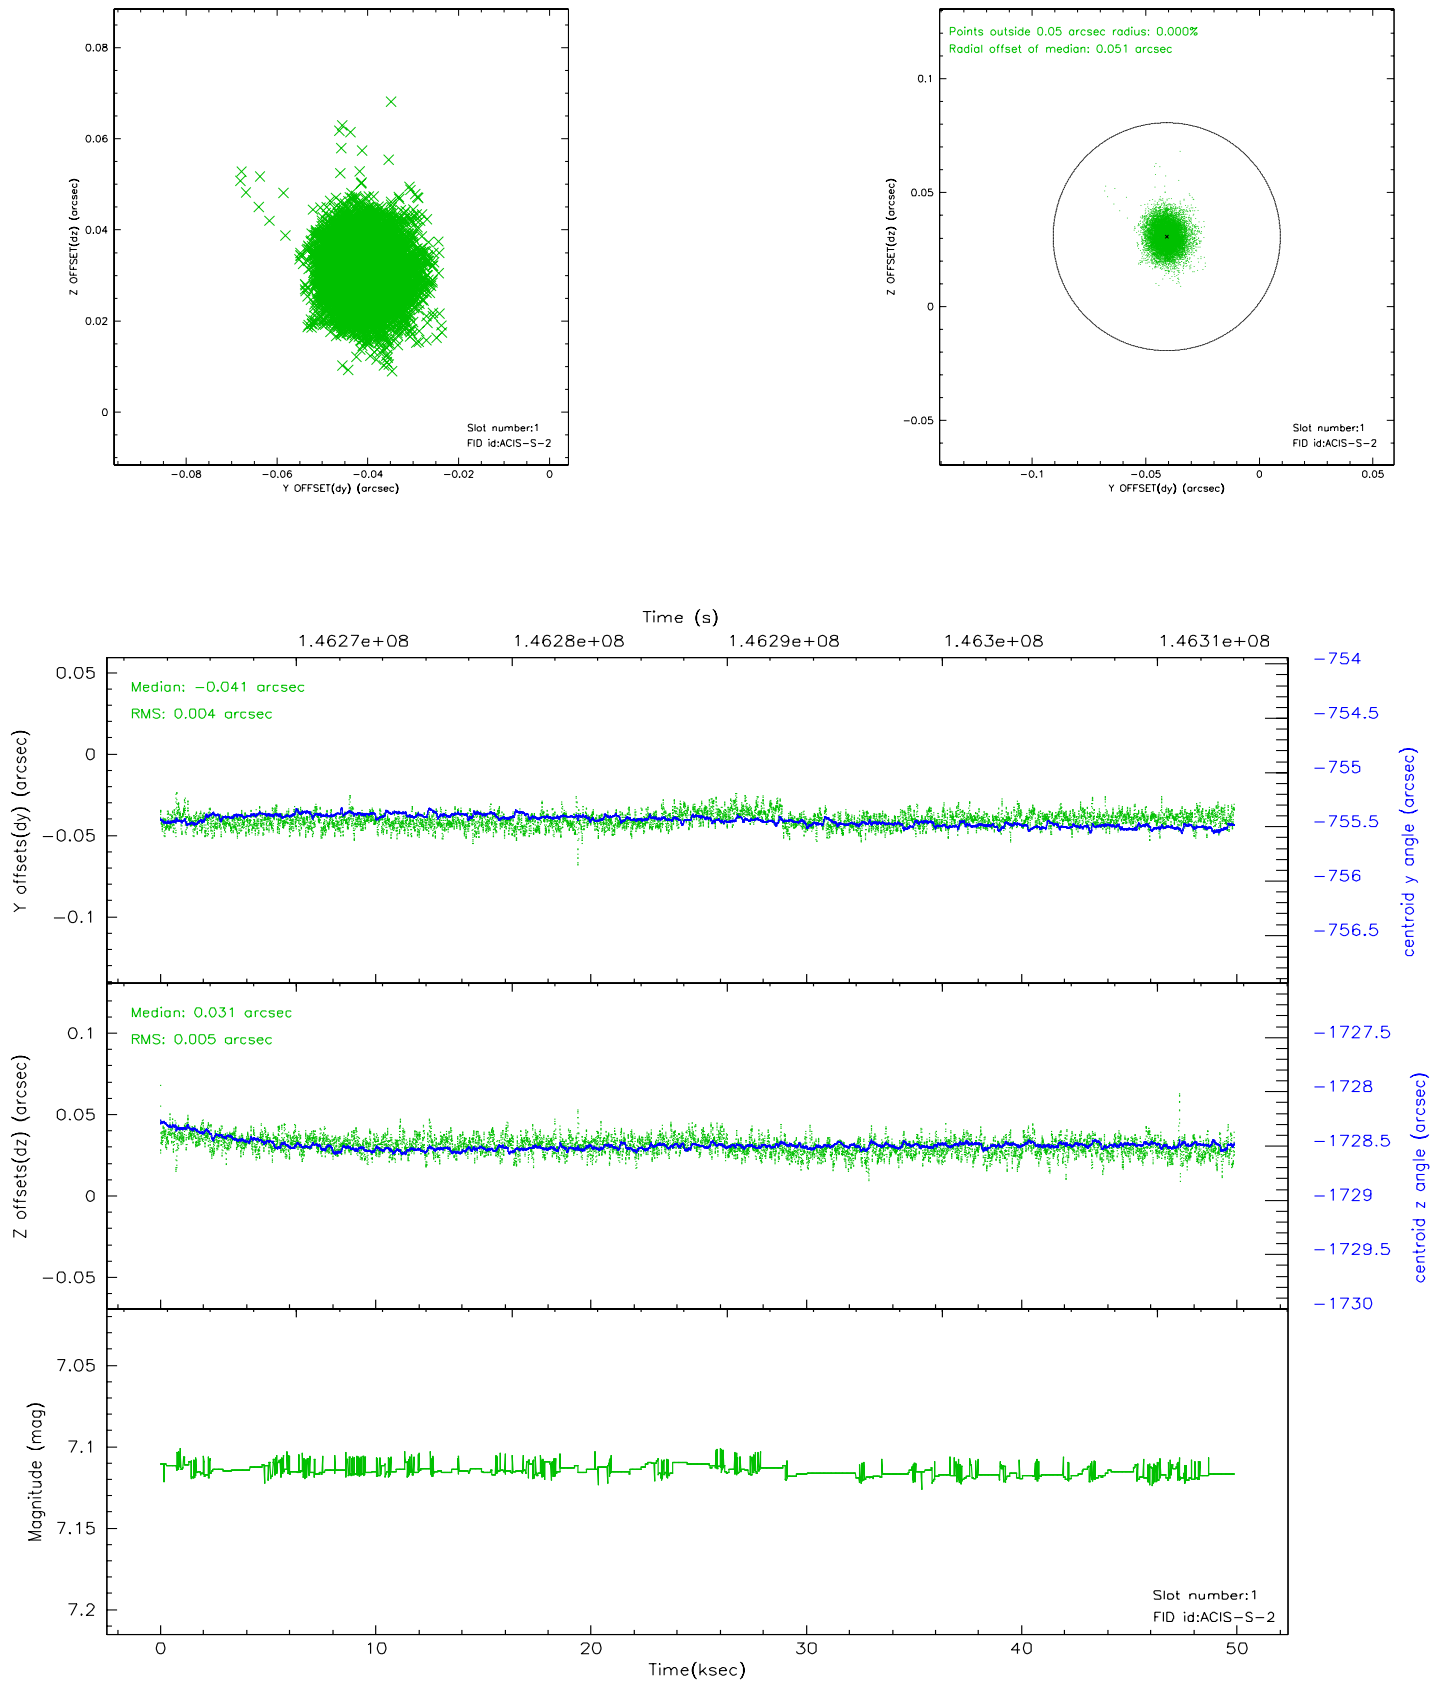 0.08
0.06
0.04
0.02
0
Z OFFSET(dz) (arcsec)
Slot number:1
FID id:ACIS-S-2
-0.08 -0.06 -0.04 -0.02 0
Y OFFSET(dy) (arcsec)
Points outside 0.05 arcsec radius: 0.000%
Radial offset of median: 0.051 arcsec
0.1
0.05
0
-0.05
Z OFFSET(dz) (arcsec)
Slot number:1
FID id:ACIS-S-2
-0.1 -0.05 0 0.05
Y OFFSET(dy) (arcsec)
Time (s)
1.4627e+08 1.4628e+08 1.4629e+08 1.463e+08 1.4631e+08
Median: -0.041 arcsec
RMS: 0.004 arcsec
0.05
0
-0.05
-0.1
Y offsets(dy) (arcsec)
-754
-754.5
-755
-755.5
-756
-756.5
centroid y angle (arcsec)
Median: 0.031 arcsec
RMS: 0.005 arcsec
0.1
0.05
0
-0.05
Z offsets(dz) (arcsec)
-1727.5
-1728
-1728.5
-1729
-1729.5
-1730
centroid z angle (arcsec)
7.05
7.1
7.15
7.2
Magnitude (mag)
Slot number:1
FID id:ACIS-S-2
0 10 20 30 40 50
Time(ksec)